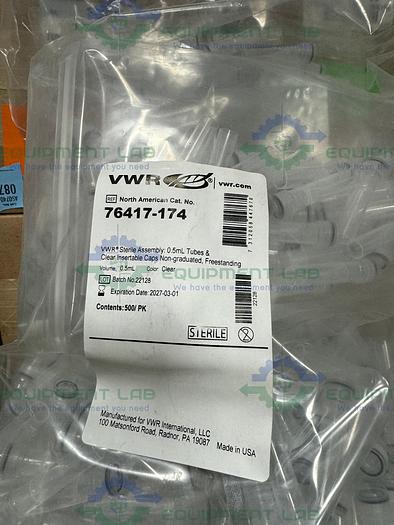 VWR® | vwr.com
REF North American Cat. No.
76417-174
VWR® Sterile Assembly: 0.5mL Tubes &
Clear Insertable Caps Non-graduated, Freestanding
Volume, 0.5mL Color: Clear
LOT Batch No.22128
Expiration Date: 2027-03-01
Contents:500/ PK
22128
STERILE
Manufactured for VWR International, LLC
100 Matsonford Road, Radnor, PA 19087
Made in USA
EQUIPMENT LAB
We have the equipment you need